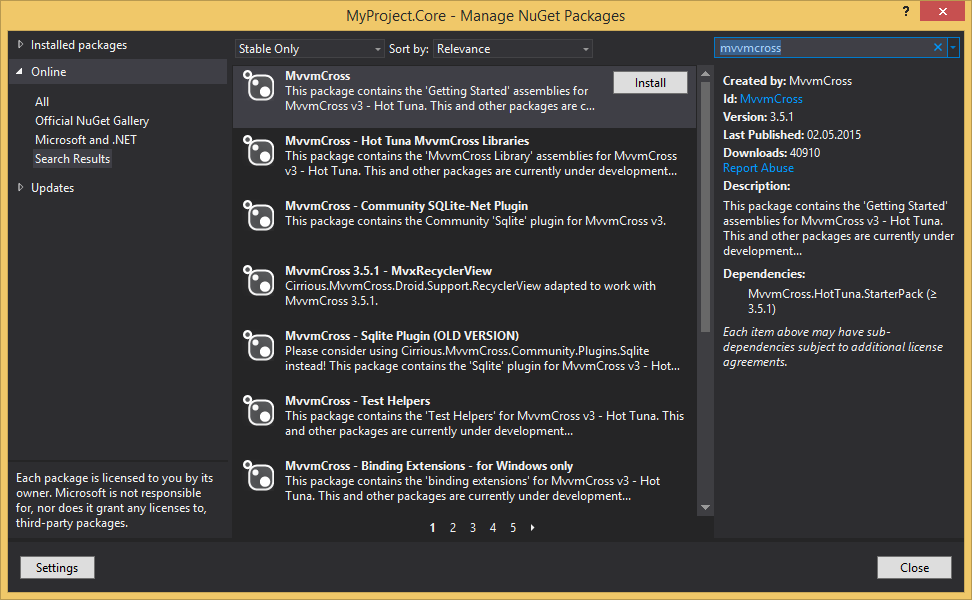 MyProject.Core - Manage NuGet Packages
?
Installed packages
Online
All
Official NuGet Gallery
Microsoft and .NET
Search Results
Updates
Each package is licensed to you by its
owner. Microsoft is not responsible
for, nor does it grant any licenses to,
third-party packages.
Stable Only
Sort by:
Relevance
MvvmCross
This package contains the 'Getting Started' assemblies for
MvvmCross v3 - Hot Tuna. This and other packages are c...
Install
MvvmCross - Hot Tuna MvvmCross Libraries
This package contains the 'MvvmCross Library' assemblies for MvvmCross
v3 - Hot Tuna. This and other packages are currently under development...
MvvmCross - Community SQLite-Net Plugin
This package contains the Community 'Sqlite' plugin for MvvmCross v3.
MvvmCross 3.5.1 - MvxRecyclerView
Cirrious.MvvmCross.Droid.Support.RecyclerView adapted to work with
MvvmCross 3.5.1.
MvvmCross - Sqlite Plugin (OLD VERSION)
Please consider using Cirrious.MvvmCross.Community.Plugins.Sqlite
instead! This package contains the 'Sqlite' plugin for MvvmCross v3 - Hot...
MvvmCross - Test Helpers
This package contains the 'Test Helpers' for MvvmCross v3 - Hot Tuna. This
and other packages are currently under development...
MvvmCross - Binding Extensions - for Windows only
This package contains the 'binding extensions' for MvvmCross v3 - Hot
Tuna. This and other packages are currently under development...
1 2 3 4 5
mvvmcross
Created by: MvvmCross
Id: MvvmCross
Version: 3.5.1
Last Published: 02.05.2015
Downloads: 40910
Report Abuse
Description:
This package contains the 'Getting Started'
assemblies for MvvmCross v3 - Hot Tuna.
This and other packages are currently under
development...
Dependencies:
MvvmCross.HotTuna.StarterPack (≥
3.5.1)
Each item above may have sub-
dependencies subject to additional license
agreements.
Settings
Close